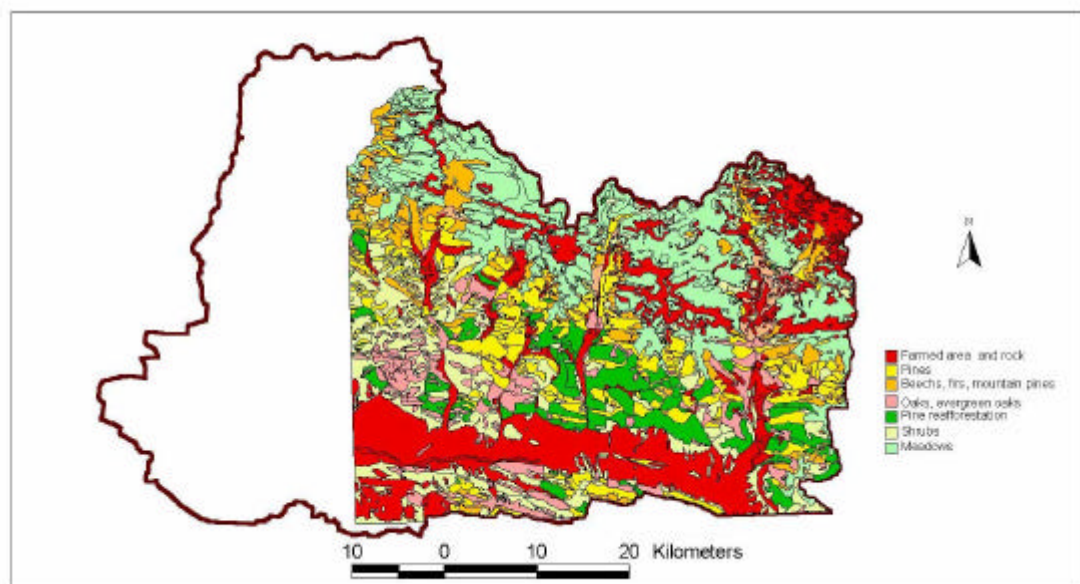 Farmed area and rock
Pines
Beechs, firs, mountain pines
Oaks, evergreen oaks
Pine reafforestation
Shrubs
Meadows
10 0 10 20 Kilometers